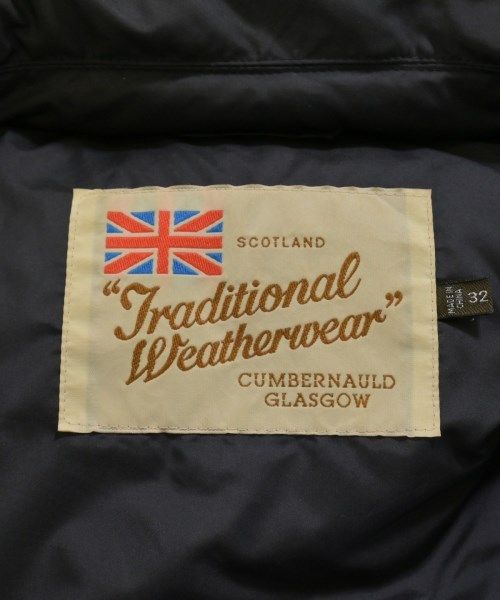 SCOTLAND
"Traditional
Weatherwear"
CUMBERNAULD
GLASGOW
MADE IN
CHINA
32